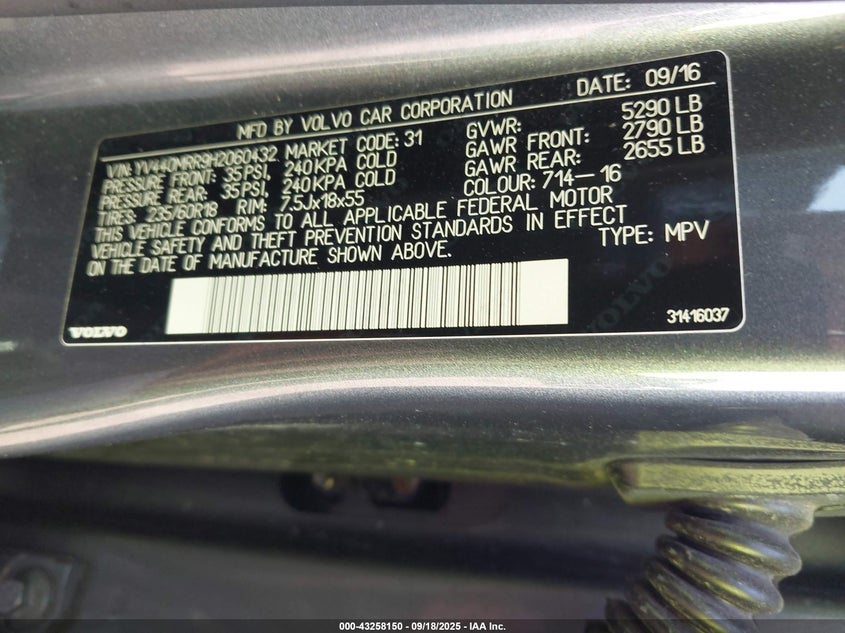 MFD BY VOLVO CAR CORPORATION DATE: 09/16
VIN: YV440MRR9H2060432 MARKET CODE: 31 GVWR: 5290 LB
PRESSURE FRONT: 35PSI, 240KPA COLD GAWR FRONT: 2790 LB
PRESSURE REAR: 35PSI, 240KPA COLD GAWR REAR: 2655 LB
TIRES: 235/60R18 RIM: 7.5Jx18x55 COLOUR: 714-16
THIS VEHICLE CONFORMS TO ALL APPLICABLE FEDERAL MOTOR
VEHICLE SAFETY AND THEFT PREVENTION STANDARDS IN EFFECT
ON THE DATE OF MANUFACTURE SHOWN ABOVE. TYPE: MPV
VOLVO 31416037
000-43258150 - 09/18/2025 - IAA Inc.